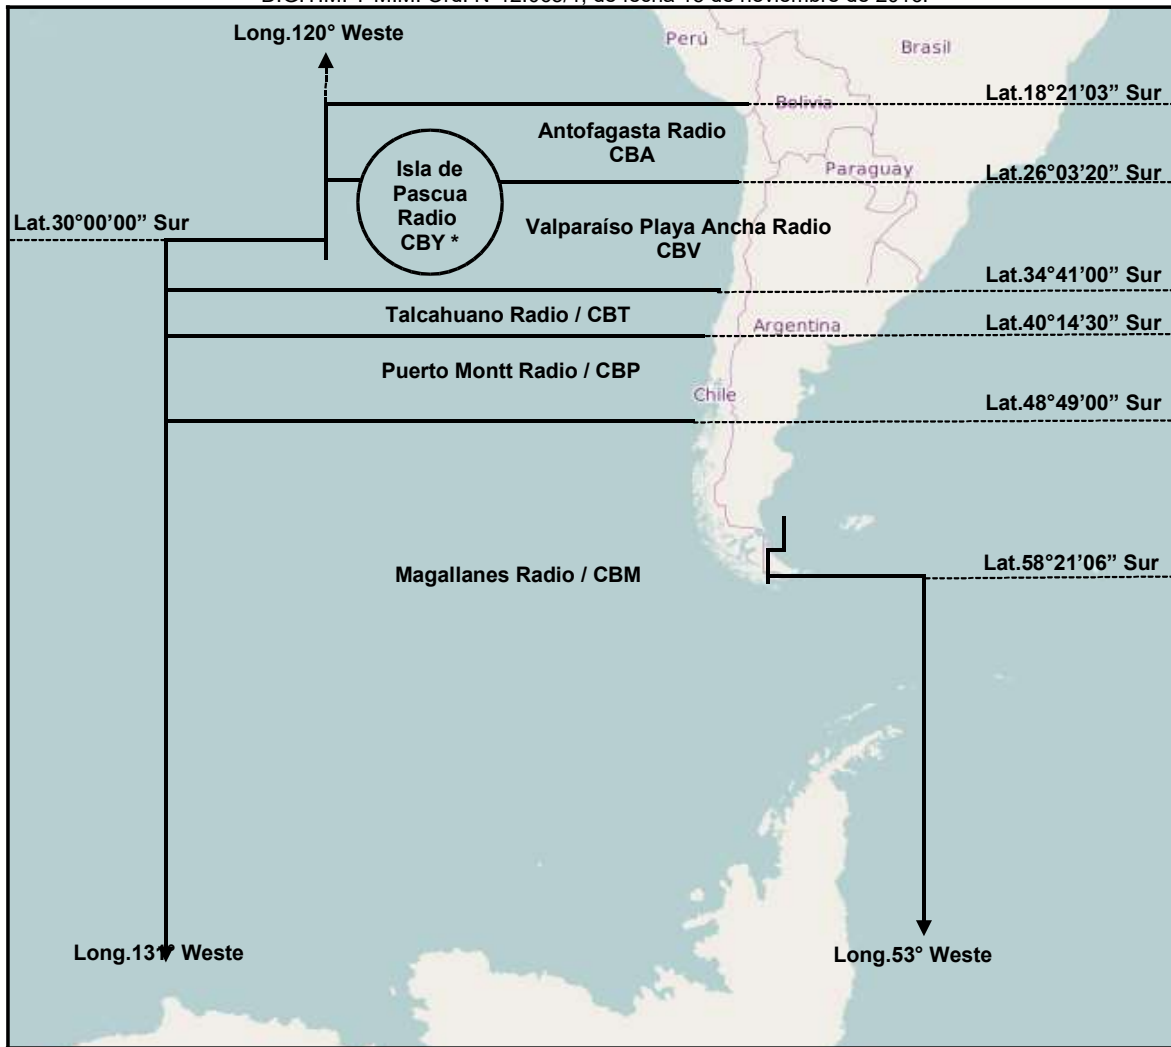 Long.120° Weste
Perú
Brasil
Lat.18°21’03” Sur
Bolivia
Antofagasta Radio
CBA
Isla de
Pascua
Radio
CBY *
Paraguay
Lat.26°03’20” Sur
Lat.30°00’00” Sur
Valparaíso Playa Ancha Radio
CBV
Lat.34°41’00” Sur
Talcahuano Radio / CBT
Argentina
Lat.40°14’30” Sur
Puerto Montt Radio / CBP
Chile
Lat.48°49’00” Sur
Magallanes Radio / CBM
Lat.58°21’06” Sur
Long.131° Weste
Long.53° Weste